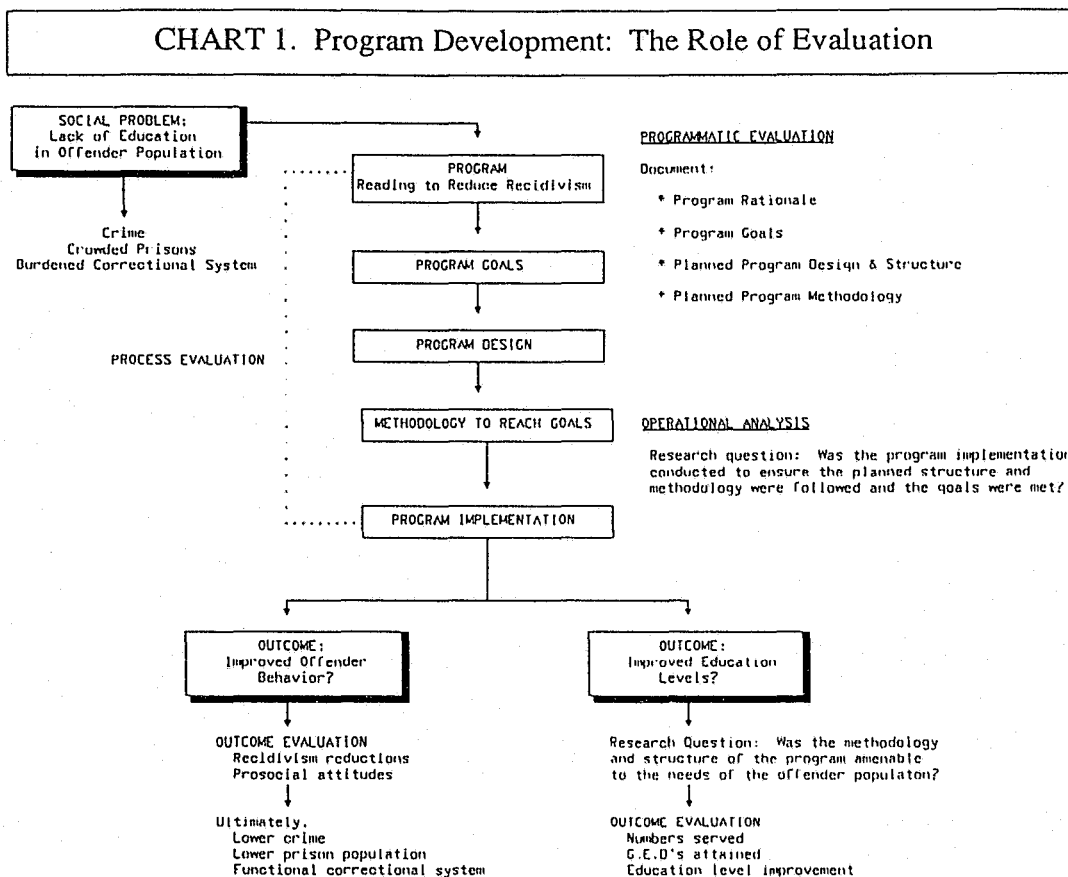 CHART 1. Program Development: The Role of Evaluation
SOCIAL PROBLEM:
Lack of Education
in Offender Population
Crime
Crowded Prisons
Burdened Correctional System
PROGRAM
Reading to Reduce Recidivism
PROGRAM GOALS
PROGRAM DESIGN
METHODOLOGY TO REACH GOALS
PROGRAM IMPLEMENTATION
PROCESS EVALUATION
PROGRAMMATIC EVALUATION
Document:
* Program Rationale
* Program Goals
* Planned Program Design & Structure
* Planned Program Methodology
OPERATIONAL ANALYSIS
Research question: Was the program implementation
conducted to ensure the planned structure and
methodology were followed and the goals were met?
OUTCOME:
Improved Offender
Behavior?
OUTCOME EVALUATION
Recidivism reductions
Prosocial attitudes
Ultimately,
Lower crime
Lower prison population
Functional correctional system
OUTCOME:
Improved Education
Levels?
Research Question: Was the methodology
and structure of the program amenable
to the needs of the offender populaton?
OUTCOME EVALUATION
Numbers served
G.E.D's attained
Education level improvement